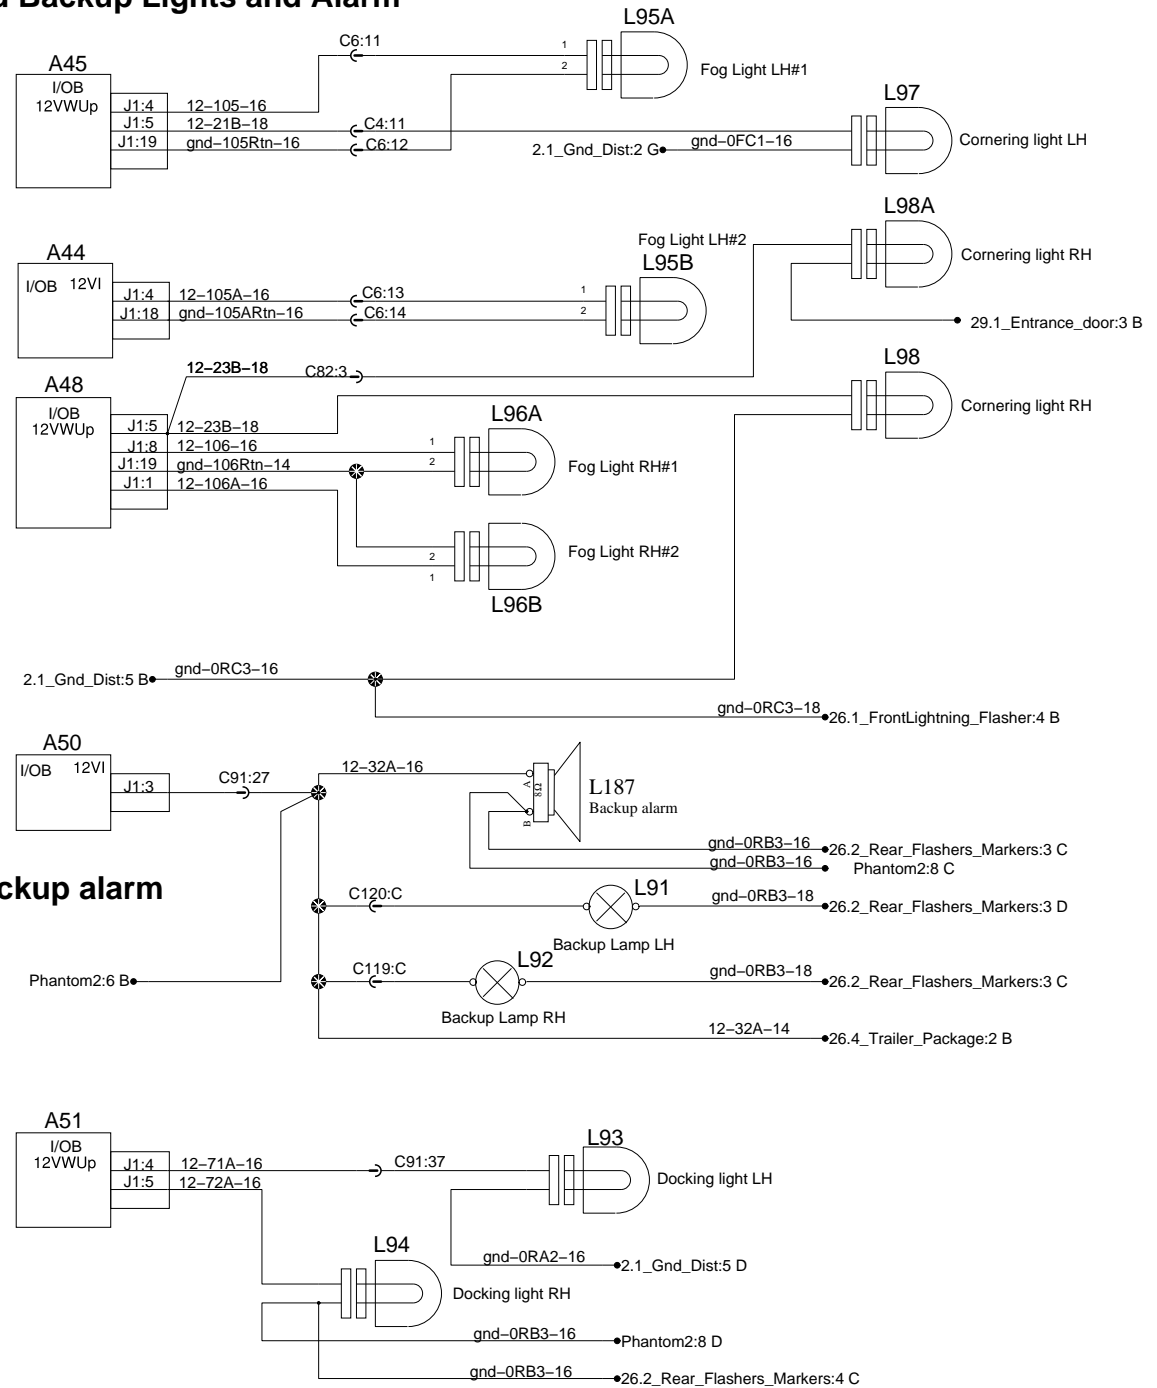 d Backup Lights and Alarm
L95A
C6:11
1
2
Fog Light LH#1
A45
I/OB
12VWUp
J1:4 12–105–16
J1:5 12–21B–18
J1:19 gnd–105Rtn–16
C4:11
C6:12
L97
2.1_Gnd_Dist:2 G
gnd–0FC1–16
Cornering light LH
L98A
Cornering light RH
29.1_Entrance_door:3 B
A44
I/OB 12VI
J1:4 12–105A–16
J1:18 gnd–105ARtn–16
C6:13
C6:14
Fog Light LH#2
L95B
1
2
12–23B–18
C82:3
L98
Cornering light RH
A48
I/OB
12VWUp
J1:5 12–23B–18
J1:8 12–106–16
J1:19 gnd–106Rtn–14
J1:1 12–106A–16
L96A
1
2
Fog Light RH#1
2
1
Fog Light RH#2
L96B
2.1_Gnd_Dist:5 B
gnd–0RC3–16
gnd–0RC3–18
26.1_FrontLightning_Flasher:4 B
A50
I/OB 12VI
J1:3
C91:27
12–32A–16
A
8Ω
B
L187
Backup alarm
gnd–0RB3–16
26.2_Rear_Flashers_Markers:3 C
gnd–0RB3–16
Phantom2:8 C
ckup alarm
C120:C
L91
gnd–0RB3–18
26.2_Rear_Flashers_Markers:3 D
Backup Lamp LH
Phantom2:6 B
C119:C
L92
gnd–0RB3–18
26.2_Rear_Flashers_Markers:3 C
Backup Lamp RH
12–32A–14
26.4_Trailer_Package:2 B
A51
I/OB
12VWUp
J1:4 12–71A–16
J1:5 12–72A–16
C91:37
L93
Docking light LH
gnd–0RA2–16
2.1_Gnd_Dist:5 D
L94
Docking light RH
gnd–0RB3–16
Phantom2:8 D
gnd–0RB3–16
26.2_Rear_Flashers_Markers:4 C